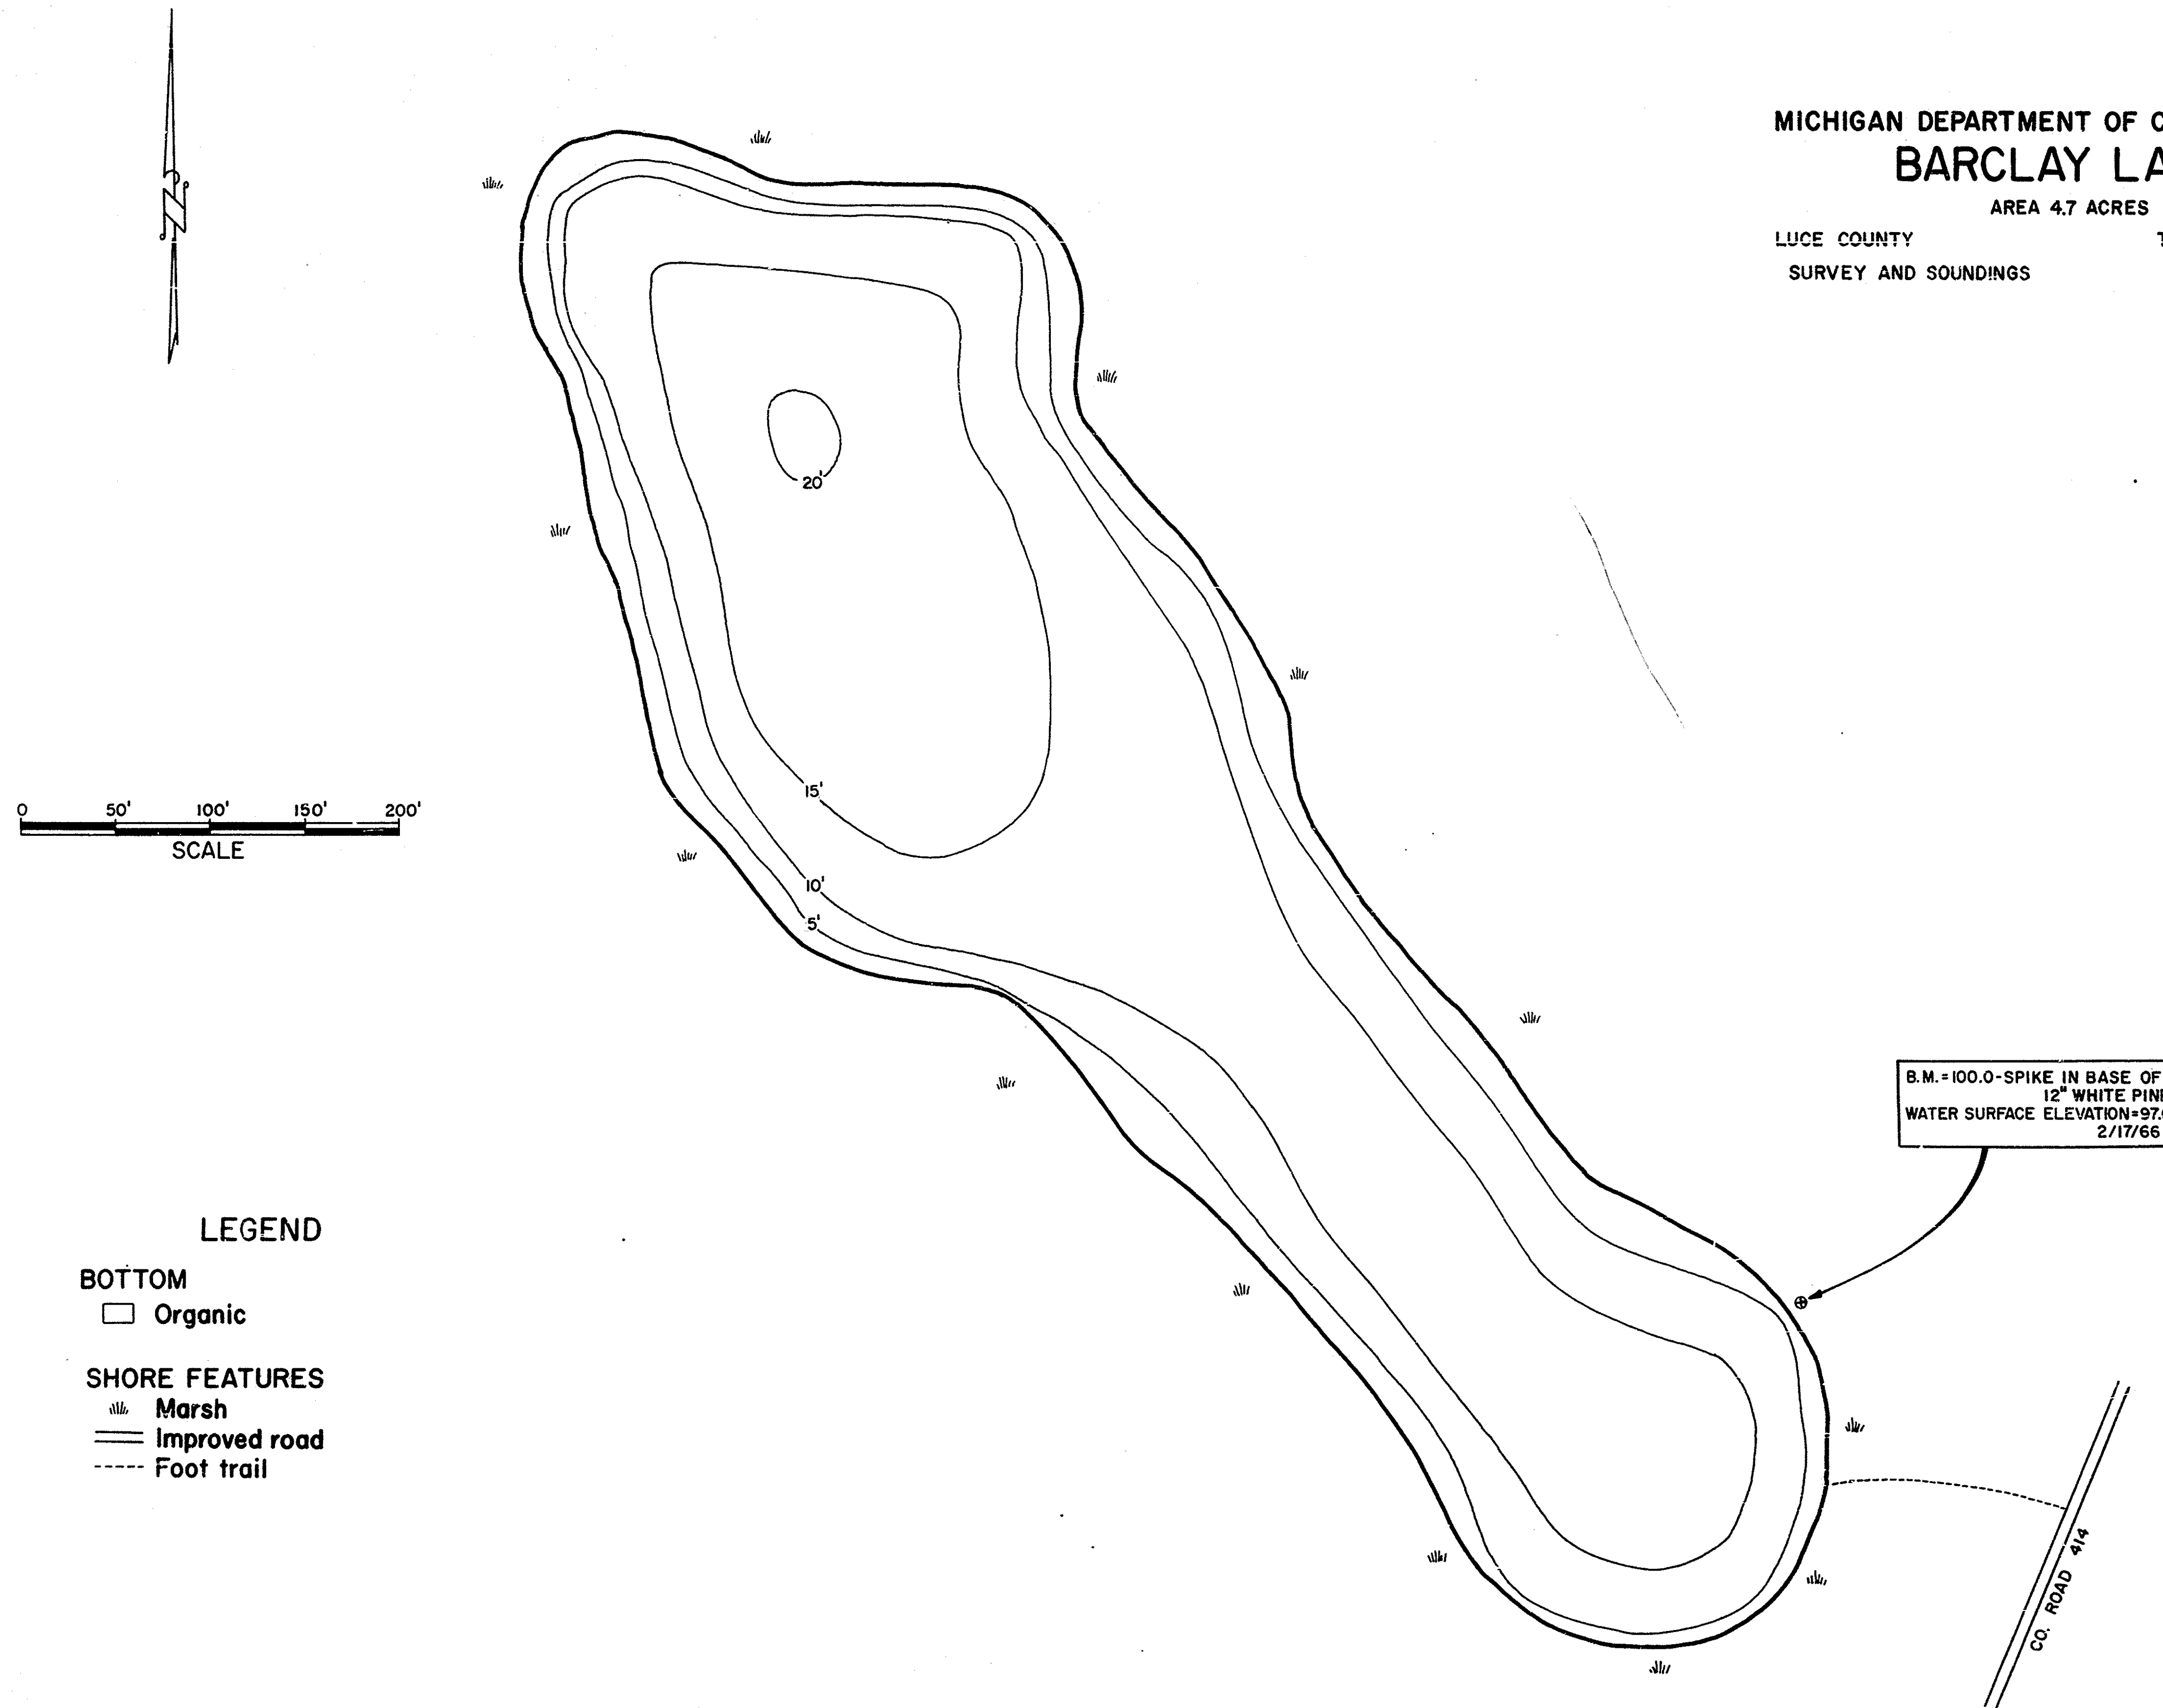 MICHIGAN DEPARTMENT OF C
BARCLAY LA
AREA 4.7 ACRES
LUCE COUNTY T
SURVEY AND SOUNDINGS
N
20'
15'
10'
5'
0 50' 100' 150' 200'
SCALE
B.M.=100.0-SPIKE IN BASE OF
12" WHITE PINE
WATER SURFACE ELEVATION=97.
2/17/66
LEGEND
BOTTOM
Organic
SHORE FEATURES
Marsh
Improved road
Foot trail
CO. ROAD 414